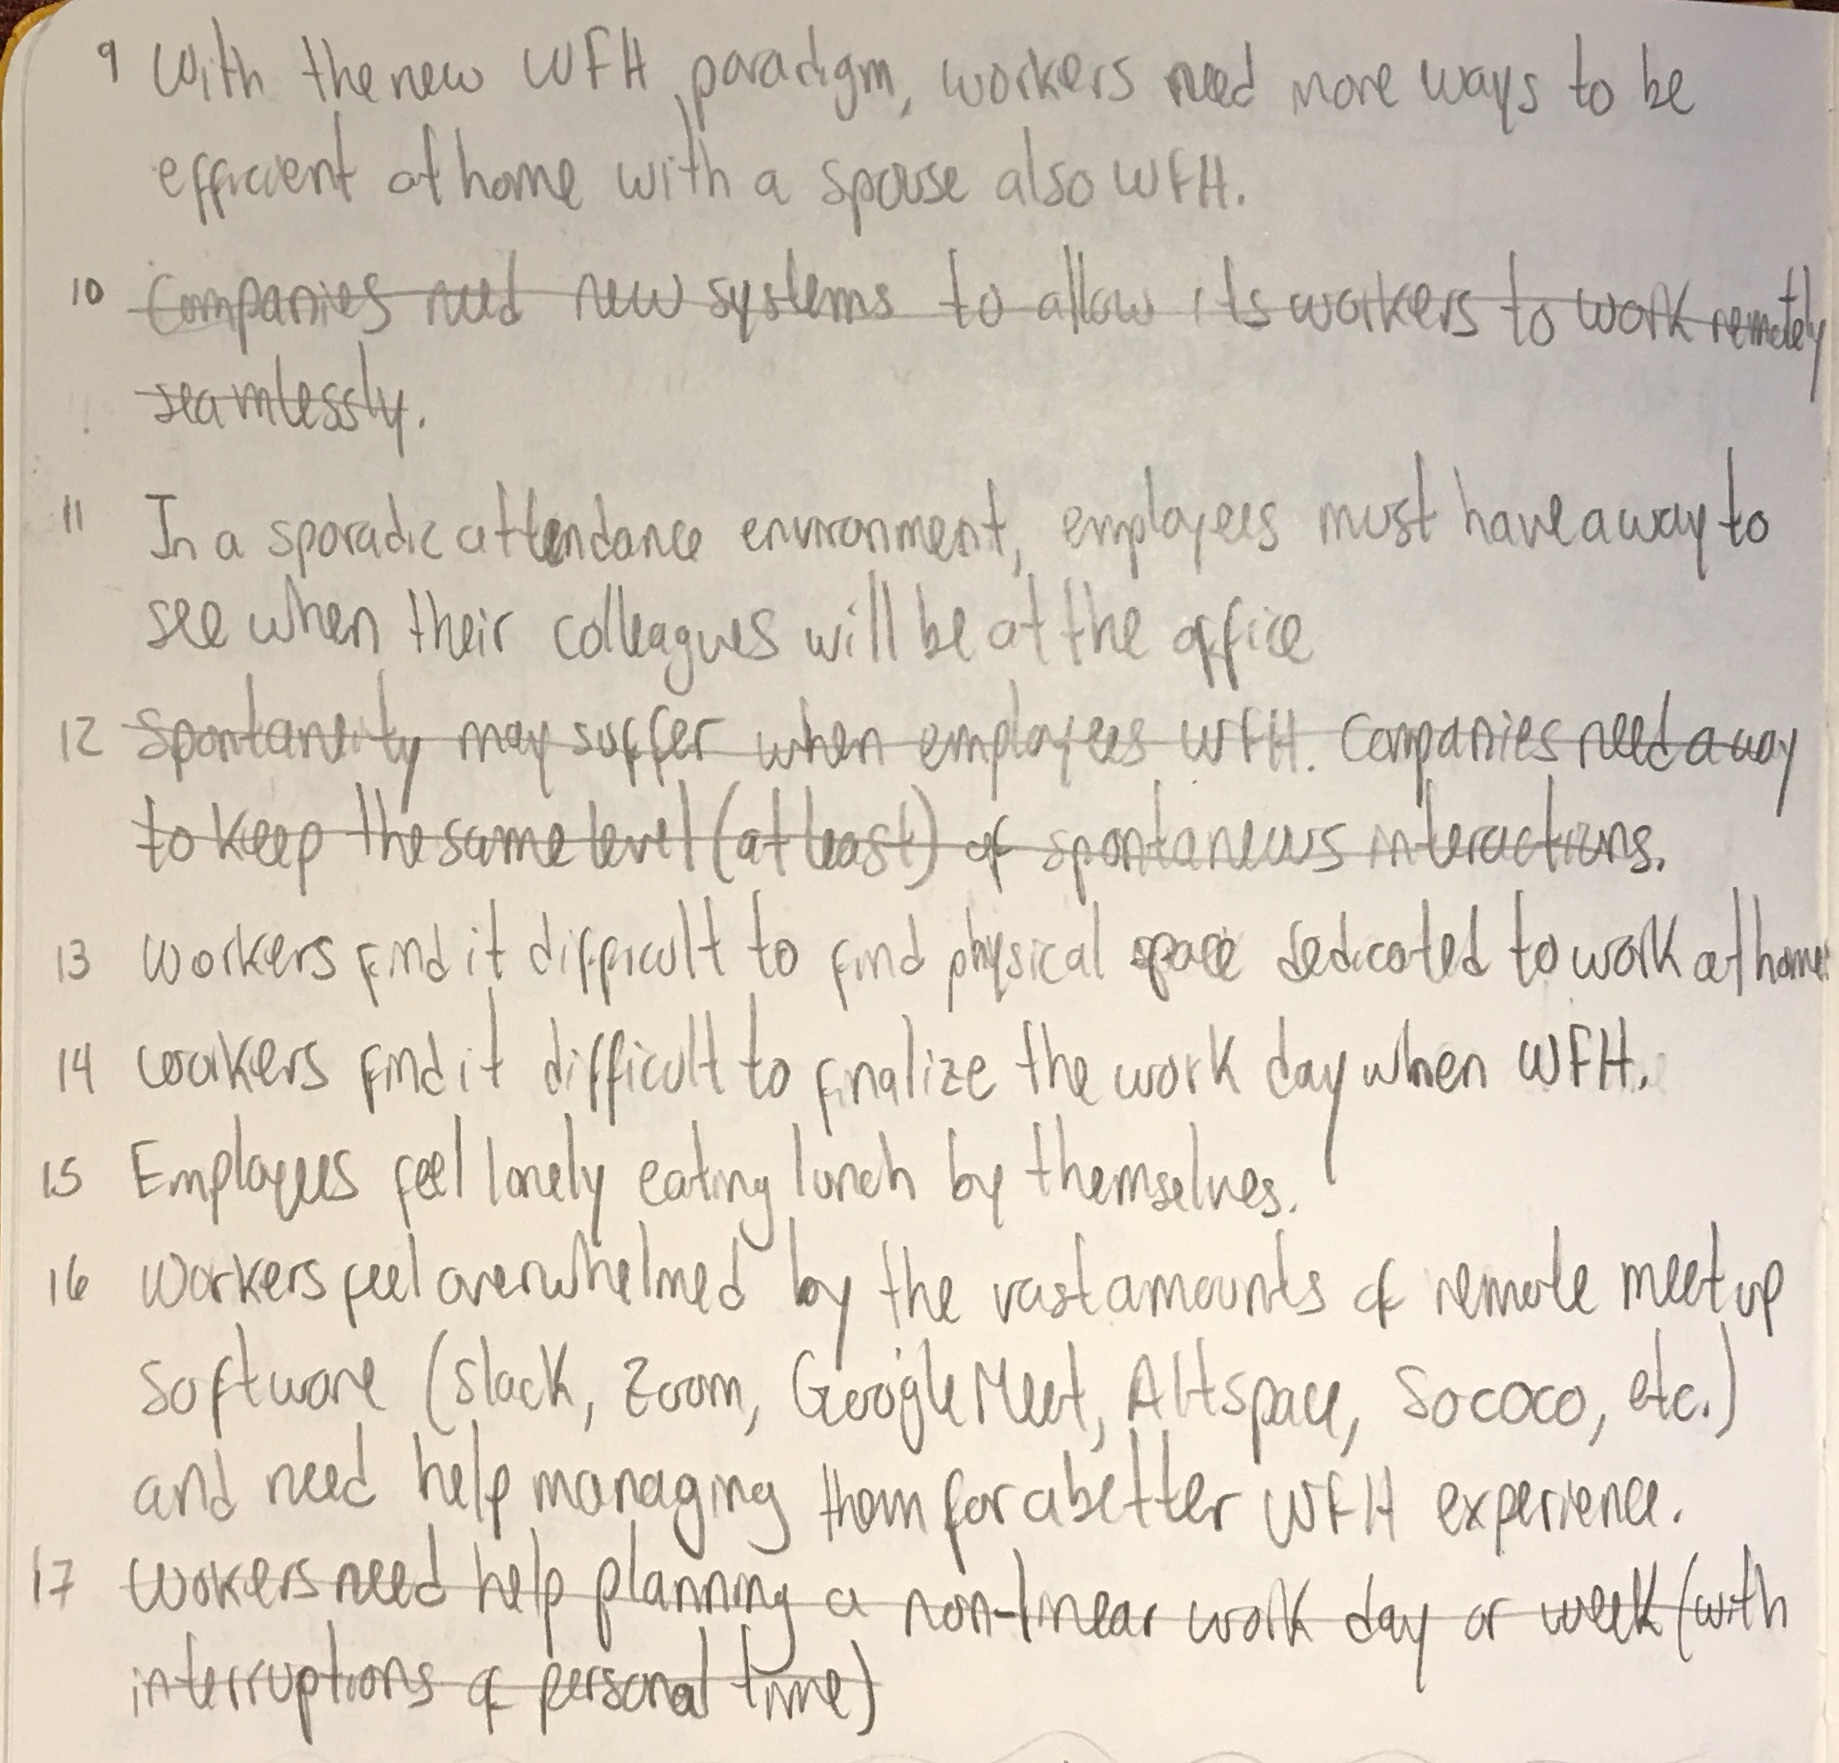 9 With the new WFH paradigm, workers need more ways to be
efficient at home with a spouse also WFH.
10 Companies need new systems to allow its workers to work remotely
seamlessly.
11 In a sporadic attendance environment, employees must have a way to
see when their colleagues will be at the office
12 Spontaneity may suffer when employees WFH. Companies need a way
to keep the same level (at least) of spontaneous interactions.
13 Workers find it difficult to find physical space dedicated to work at home.
14 Workers find it difficult to finalize the work day when WFH.
15 Employees feel lonely eating lunch by themselves.
16 Workers feel overwhelmed by the vast amounts of remote meet up
software (Slack, Zoom, Google Meet, Altspace, Sococo, etc.)
and need help managing them for a better WFH experience.
17 Workers need help planning a non-linear work day or week (with
interruptions of personal time)